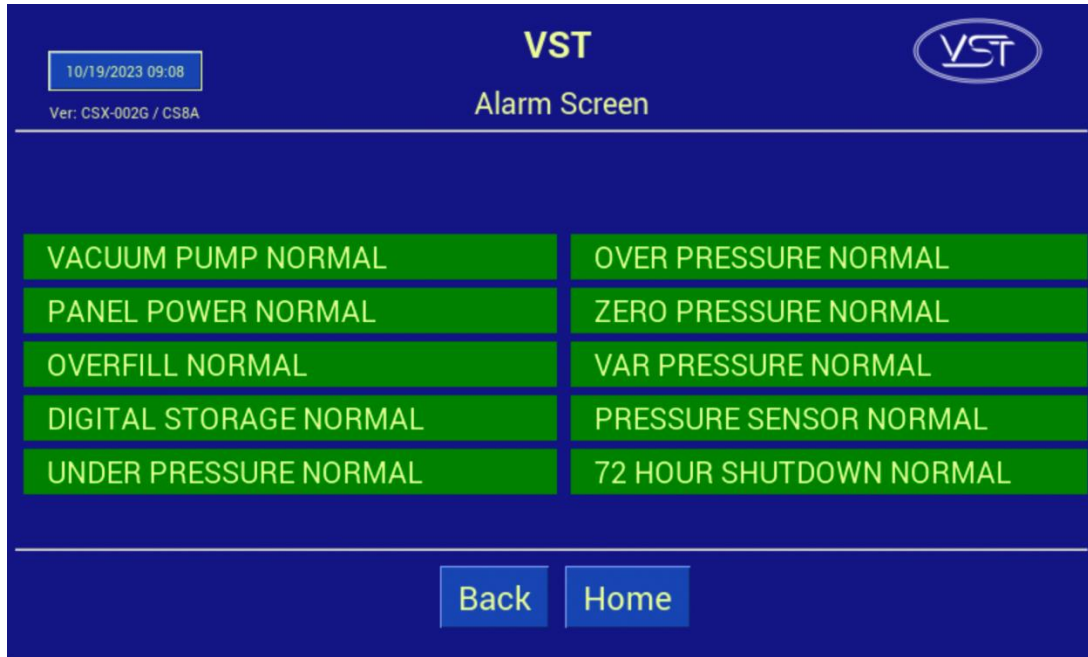 VST
10/19/2023 09:08
VST
Alarm Screen
Ver: CSX-002G / CS8A
VACUUM PUMP NORMAL
OVER PRESSURE NORMAL
PANEL POWER NORMAL
ZERO PRESSURE NORMAL
OVERFILL NORMAL
VAR PRESSURE NORMAL
DIGITAL STORAGE NORMAL
PRESSURE SENSOR NORMAL
UNDER PRESSURE NORMAL
72 HOUR SHUTDOWN NORMAL
Back
Home